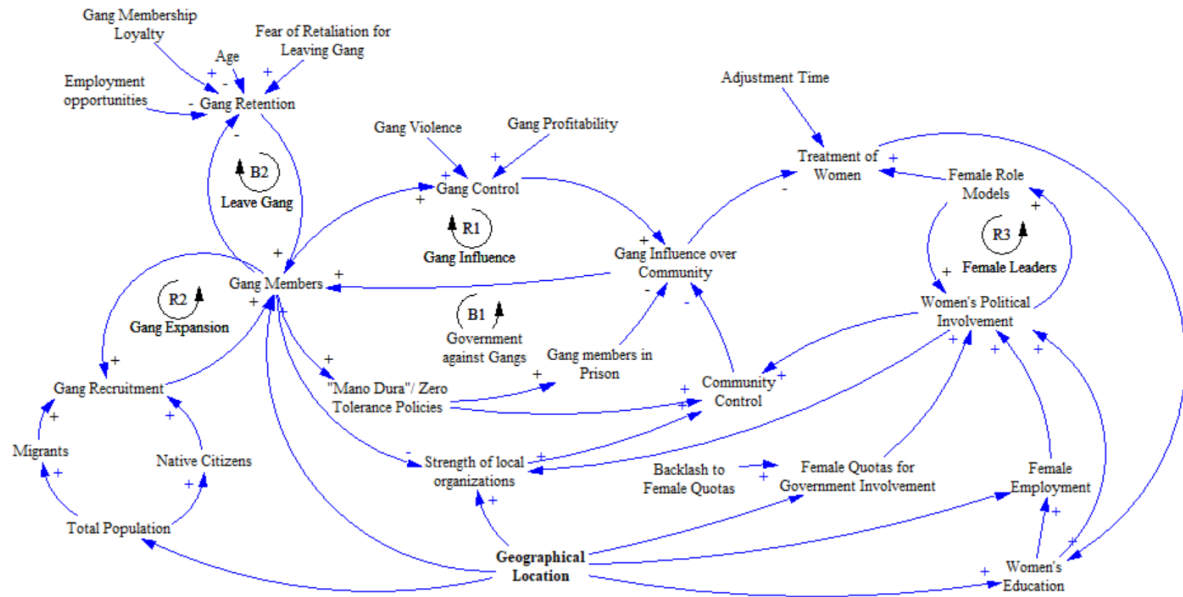 Gang Membership
Loyalty
Fear of Retaliation for
Leaving Gang
Age
Employment
opportunities
+
-
+
-
Gang Retention
-
B2
Leave Gang
Gang Violence
Gang Profitability
+
+
Gang Control
+
R1
Gang Influence
Adjustment Time
Treatment of
Women
+
-
Female Role
Models
+
R3
Female Leaders
+
+
Gang Influence over
Community
-
-
+
+
Gang Members
+
+
+
R2
Gang Expansion
B1
Government
against Gangs
Women's Political
Involvement
+
+
+
+
Gang Recruitment
+
+
+
"Mano Dura"/ Zero
Tolerance Policies
+
Gang members in
Prison
Community
Control
+
+
+
Migrants
+
Native Citizens
+
-
Strength of local
organizations
+
+
Backlash to
Female Quotas
+
Female Quotas for
Government Involvement
Female
Employment
+
+
Total Population
Geographical
Location
+
Women's
Education